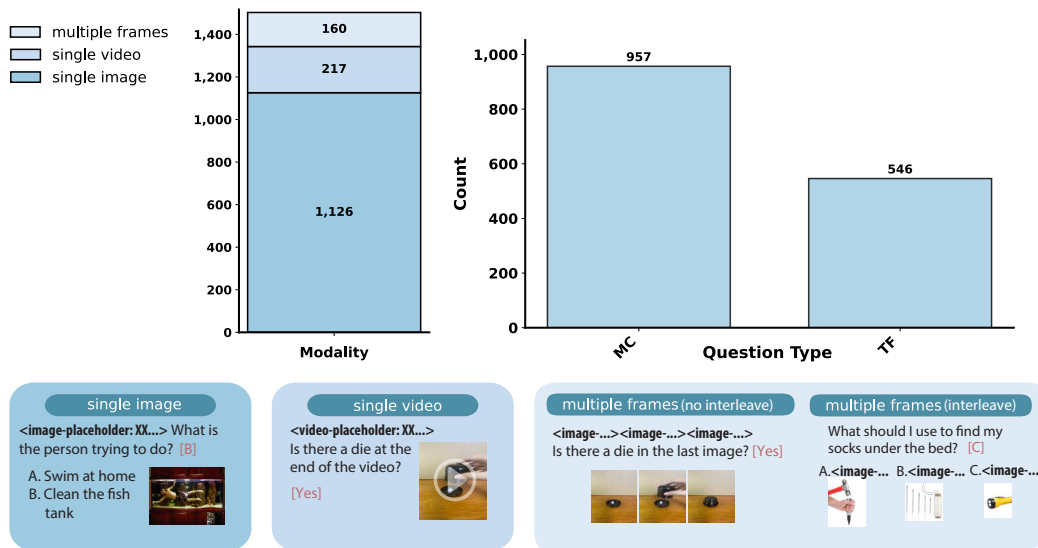 multiple frames
single video
single image
1,400
1,200
1,000
800
600
400
200
0
160
217
1,126
Modality
Count
1,000
800
600
400
200
0
957
546
MC
TF
Question Type
single image
<image-placeholder: XX...> What is
the person trying to do? [B]
A. Swim at home
B. Clean the fish
tank
single video
<video-placeholder: XX...>
Is there a die at the
end of the video?
[Yes]
multiple frames (no interleave)
<image-...><image-...><image-...>
Is there a die in the last image? [Yes]
multiple frames (interleave)
What should I use to find my
socks under the bed? [C]
A.<image-... B.<image-... C.<image-...